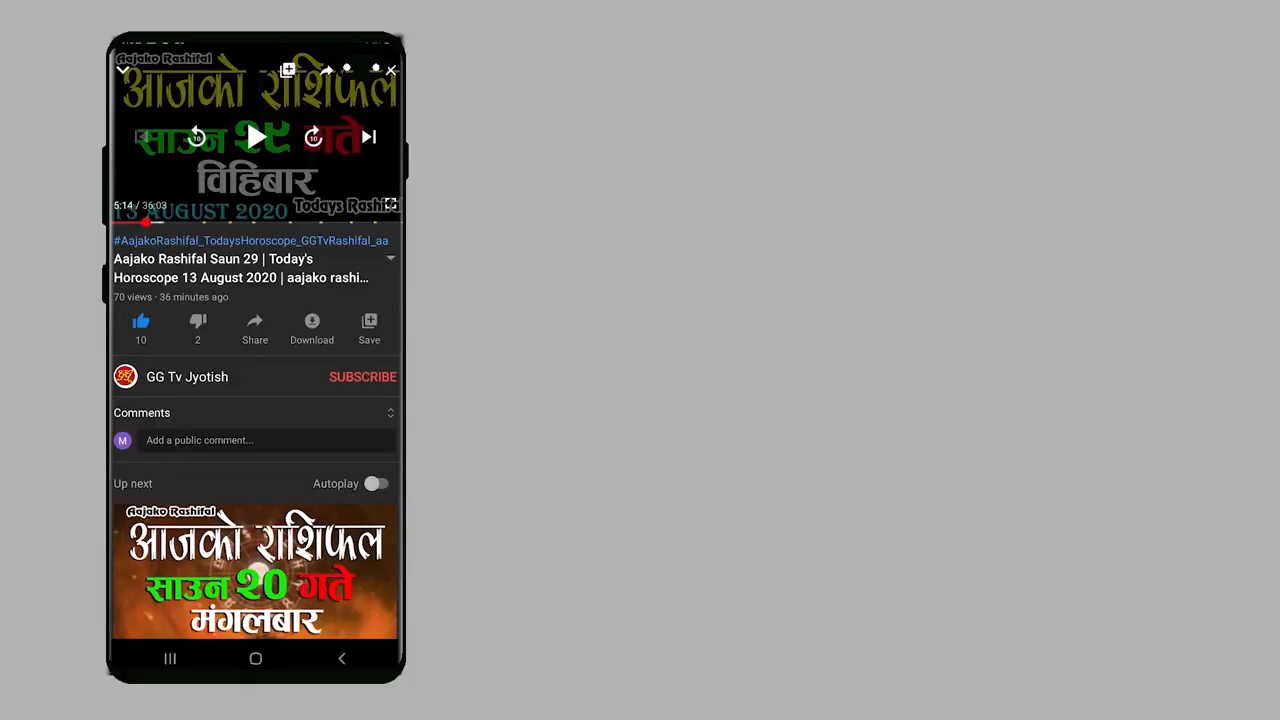 Aajako Rashifal
आजको राशिफल
10
10
साउन २९ गते
विहिबार
5:14 / 36:03
13 AUGUST 2020
Todays Rashifal
#AajakoRashifal_TodaysHoroscope_GGTvRashifal_aa
Aajako Rashifal Saun 29 | Today's
Horoscope 13 August 2020 | aajako rashi...
70 views · 36 minutes ago
10
2
Share
Download
Save
GG Tv Jyotish
SUBSCRIBE
Comments
M
Add a public comment...
Up next
Autoplay
Aajako Rashifal
आजको राशिफल
साउन २० गते
मंगलबार